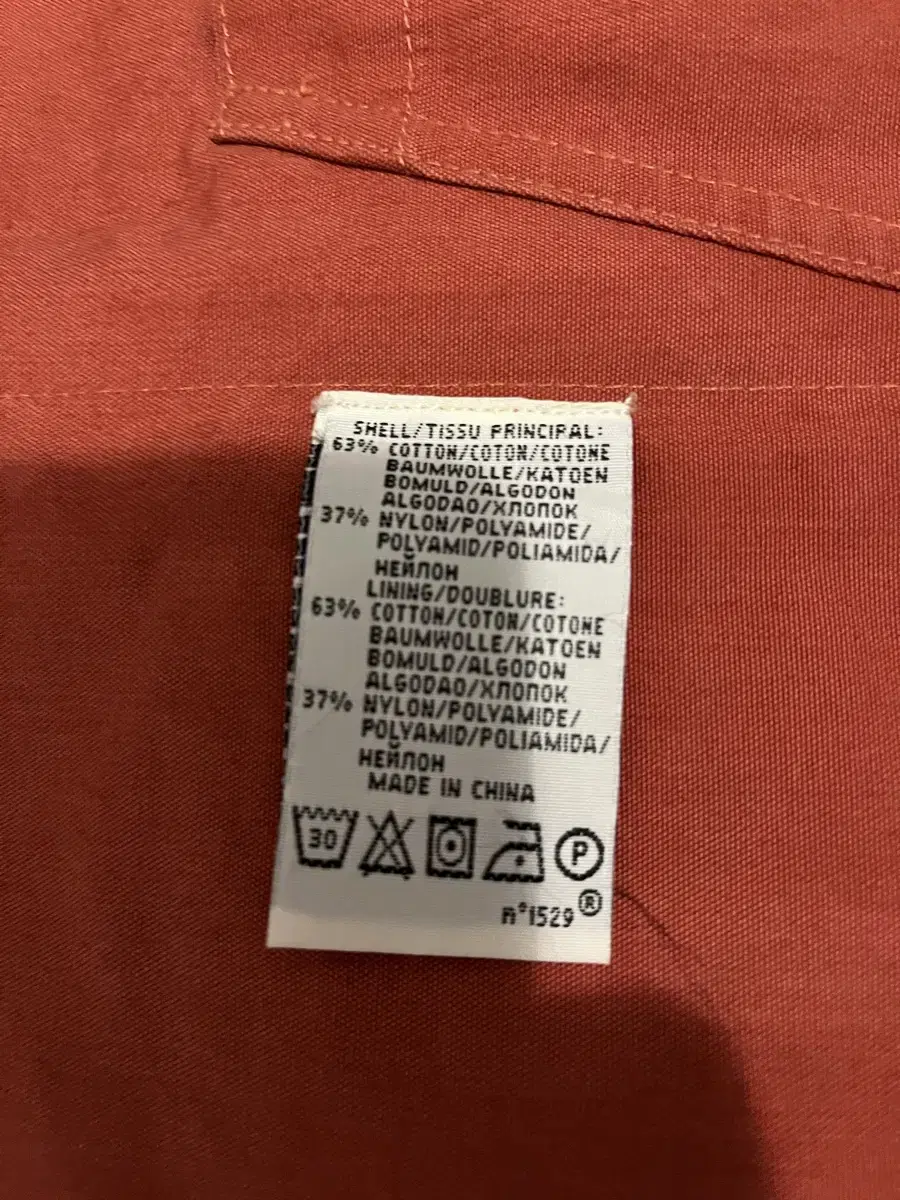 SHELL/TISSU PRINCIPAL:
63% COTTON/COTON/COTONE
BAUMWOLLE/KATOEN
BOMULD/ALGODON
ALGODAO/ХЛОПОК
37% NYLON/POLYAMIDE/
POLYAMID/POLIAMIDA/
НЕЙЛОН
LINING/DOUBLURE:
63% COTTON/COTON/COTONE
BAUMWOLLE/KATOEN
BOMULD/ALGODON
ALGODAO/ХЛОПОК
37% NYLON/POLYAMIDE/
POLYAMID/POLIAMIDA/
НЕЙЛОН
MADE IN CHINA
30 P
n°1529®